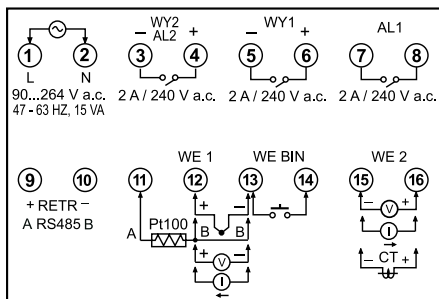 WY2 WY1 AL1
− AL2 + − +
1 2 3 4 5 6 7 8
L N
90...264 V a.c. 2 A / 240 V a.c. 2 A / 240 V a.c. 2 A / 240 V a.c.
47 - 63 HZ, 15 VA
WE 1 WE BIN WE 2
9 10 11 12 13 14 15 16
+ RETR − + − − V +
A RS485 B A Pt100 B B I
+ V − − CT +
I